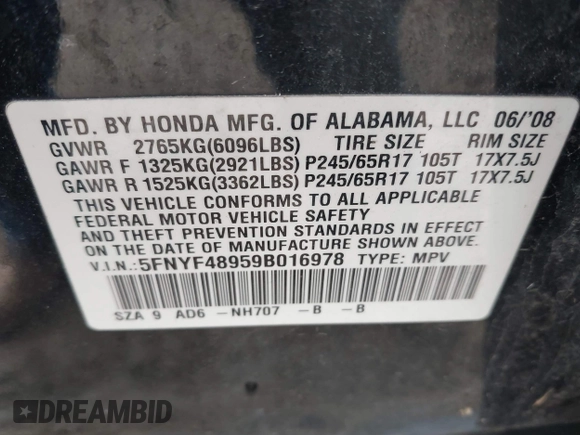 MFD. BY HONDA MFG. OF ALABAMA, LLC 06/'08
GVWR 2765KG(6096LBS) TIRE SIZE RIM SIZE
GAWR F 1325KG(2921LBS) P245/65R17 105T 17X7.5J
GAWR R 1525KG(3362LBS) P245/65R17 105T 17X7.5J
THIS VEHICLE CONFORMS TO ALL APPLICABLE
FEDERAL MOTOR VEHICLE SAFETY
AND THEFT PREVENTION STANDARDS IN EFFECT
ON THE DATE OF MANUFACTURE SHOWN ABOVE.
V.I.N.:5FNYF48959B016978 TYPE: MPV
SZA 9 AD6 -NH707 -B -B
DREAMBID